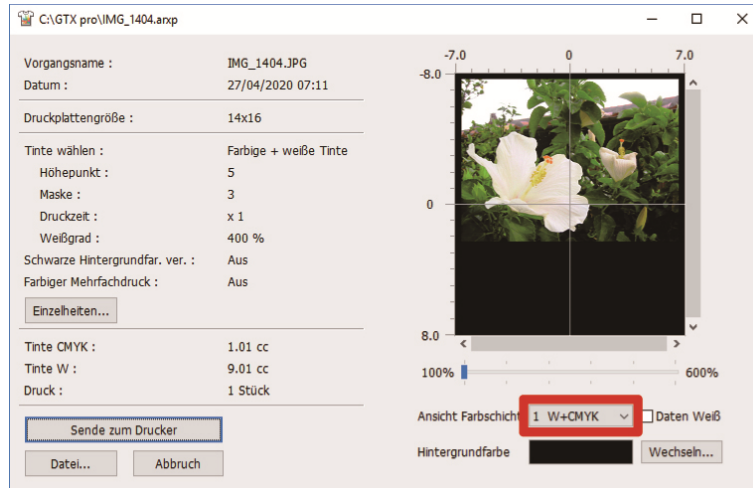 C:\GTX pro\IMG_1404.arxp
Vorgangsname : IMG_1404.JPG
Datum : 27/04/2020 07:11
Druckplattengröße : 14x16
Tinte wählen : Farbige + weiße Tinte
Höhepunkt : 5
Maske : 3
Druckzeit : x 1
Weißgrad : 400 %
Schwarze Hintergrundfar. ver. : Aus
Farbiger Mehrfachdruck : Aus
Einzelheiten...
Tinte CMYK : 1.01 cc
Tinte W : 9.01 cc
Druck : 1 Stück
Sende zum Drucker
Datei... Abbruch
-7.0 0 7.0
-8.0
0
8.0
100% 600%
Ansicht Farbschicht 1 W+CMYK Daten Weiß
Hintergrundfarbe Wechseln...